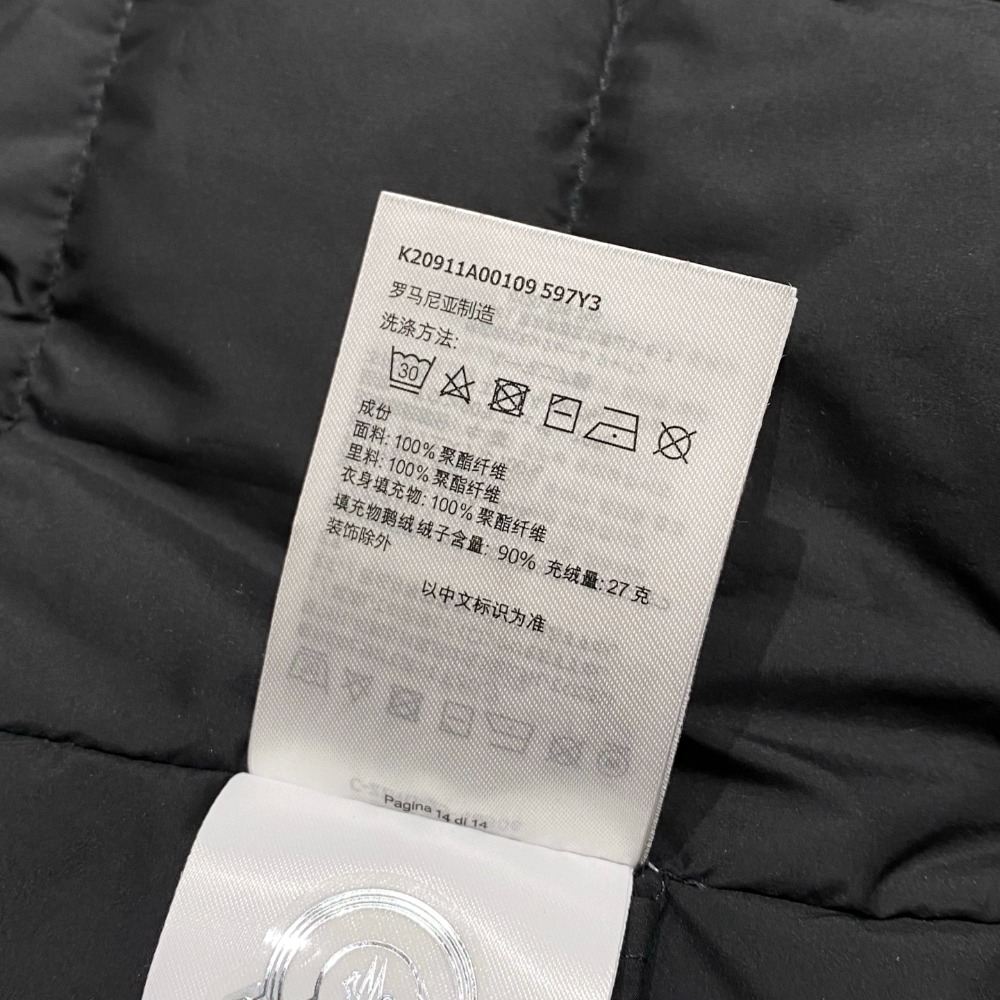 K20911A00109 597Y3
罗马尼亚制造
洗涤方法:
30
成份
面料: 100% 聚酯纤维
里料: 100% 聚酯纤维
衣身填充物: 100% 聚酯纤维
填充物鹅绒 绒子含量: 90% 充绒量: 27 克
装饰除外
以中文标识为准
Pagina 14 di 14